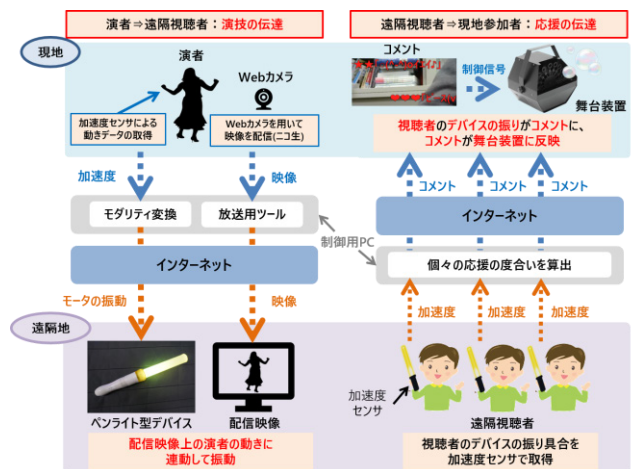 演者⇒遠隔視聴者：演技の伝達
遠隔視聴者⇒現地参加者：応援の伝達
現地
演者
Webカメラ
加速度センサによる
動きデータの取得
Webカメラを用いて
映像を配信(ニコ生)
コメント
制御信号
舞台装置
視聴者のデバイスの振りがコメントに、
コメントが舞台装置に反映
加速度
映像
コメント
コメント
コメント
モダリティ変換
放送用ツール
インターネット
制御用PC
インターネット
個々の応援の度合いを算出
モータの振動
映像
加速度
加速度
加速度
遠隔地
ペンライト型デバイス
配信映像
配信映像上の演者の動きに
連動して振動
加速度
センサ
遠隔視聴者
視聴者のデバイスの振り具合を
加速度センサで取得